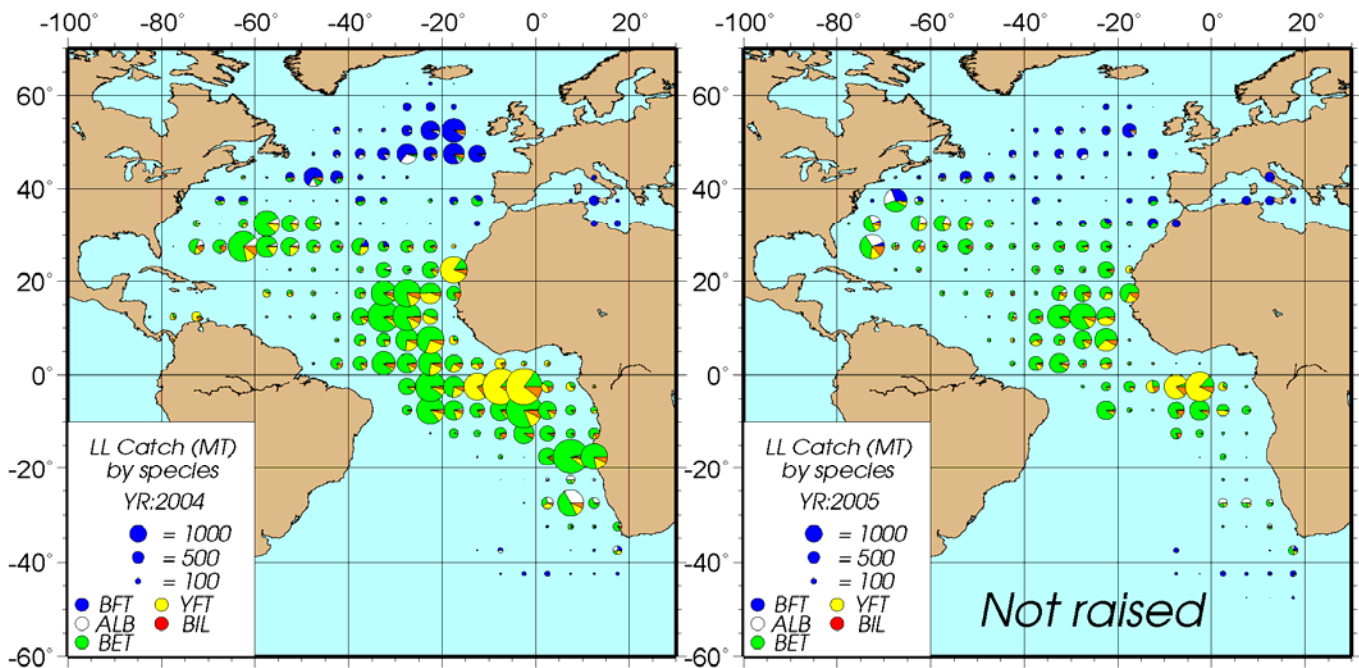 -100° -80° -60° -40° -20° 0° 20°
-100° -80° -60° -40° -20° 0° 20°
60°
40°
20°
0°
-20°
-40°
-60°
60°
40°
20°
0°
-20°
-40°
-60°
LL Catch (MT)
by species
YR:2004
= 1000
= 500
= 100
BFT YFT
ALB BIL
BET
LL Catch (MT)
by species
YR:2005
= 1000
= 500
= 100
BFT YFT
ALB BIL
BET
Not raised